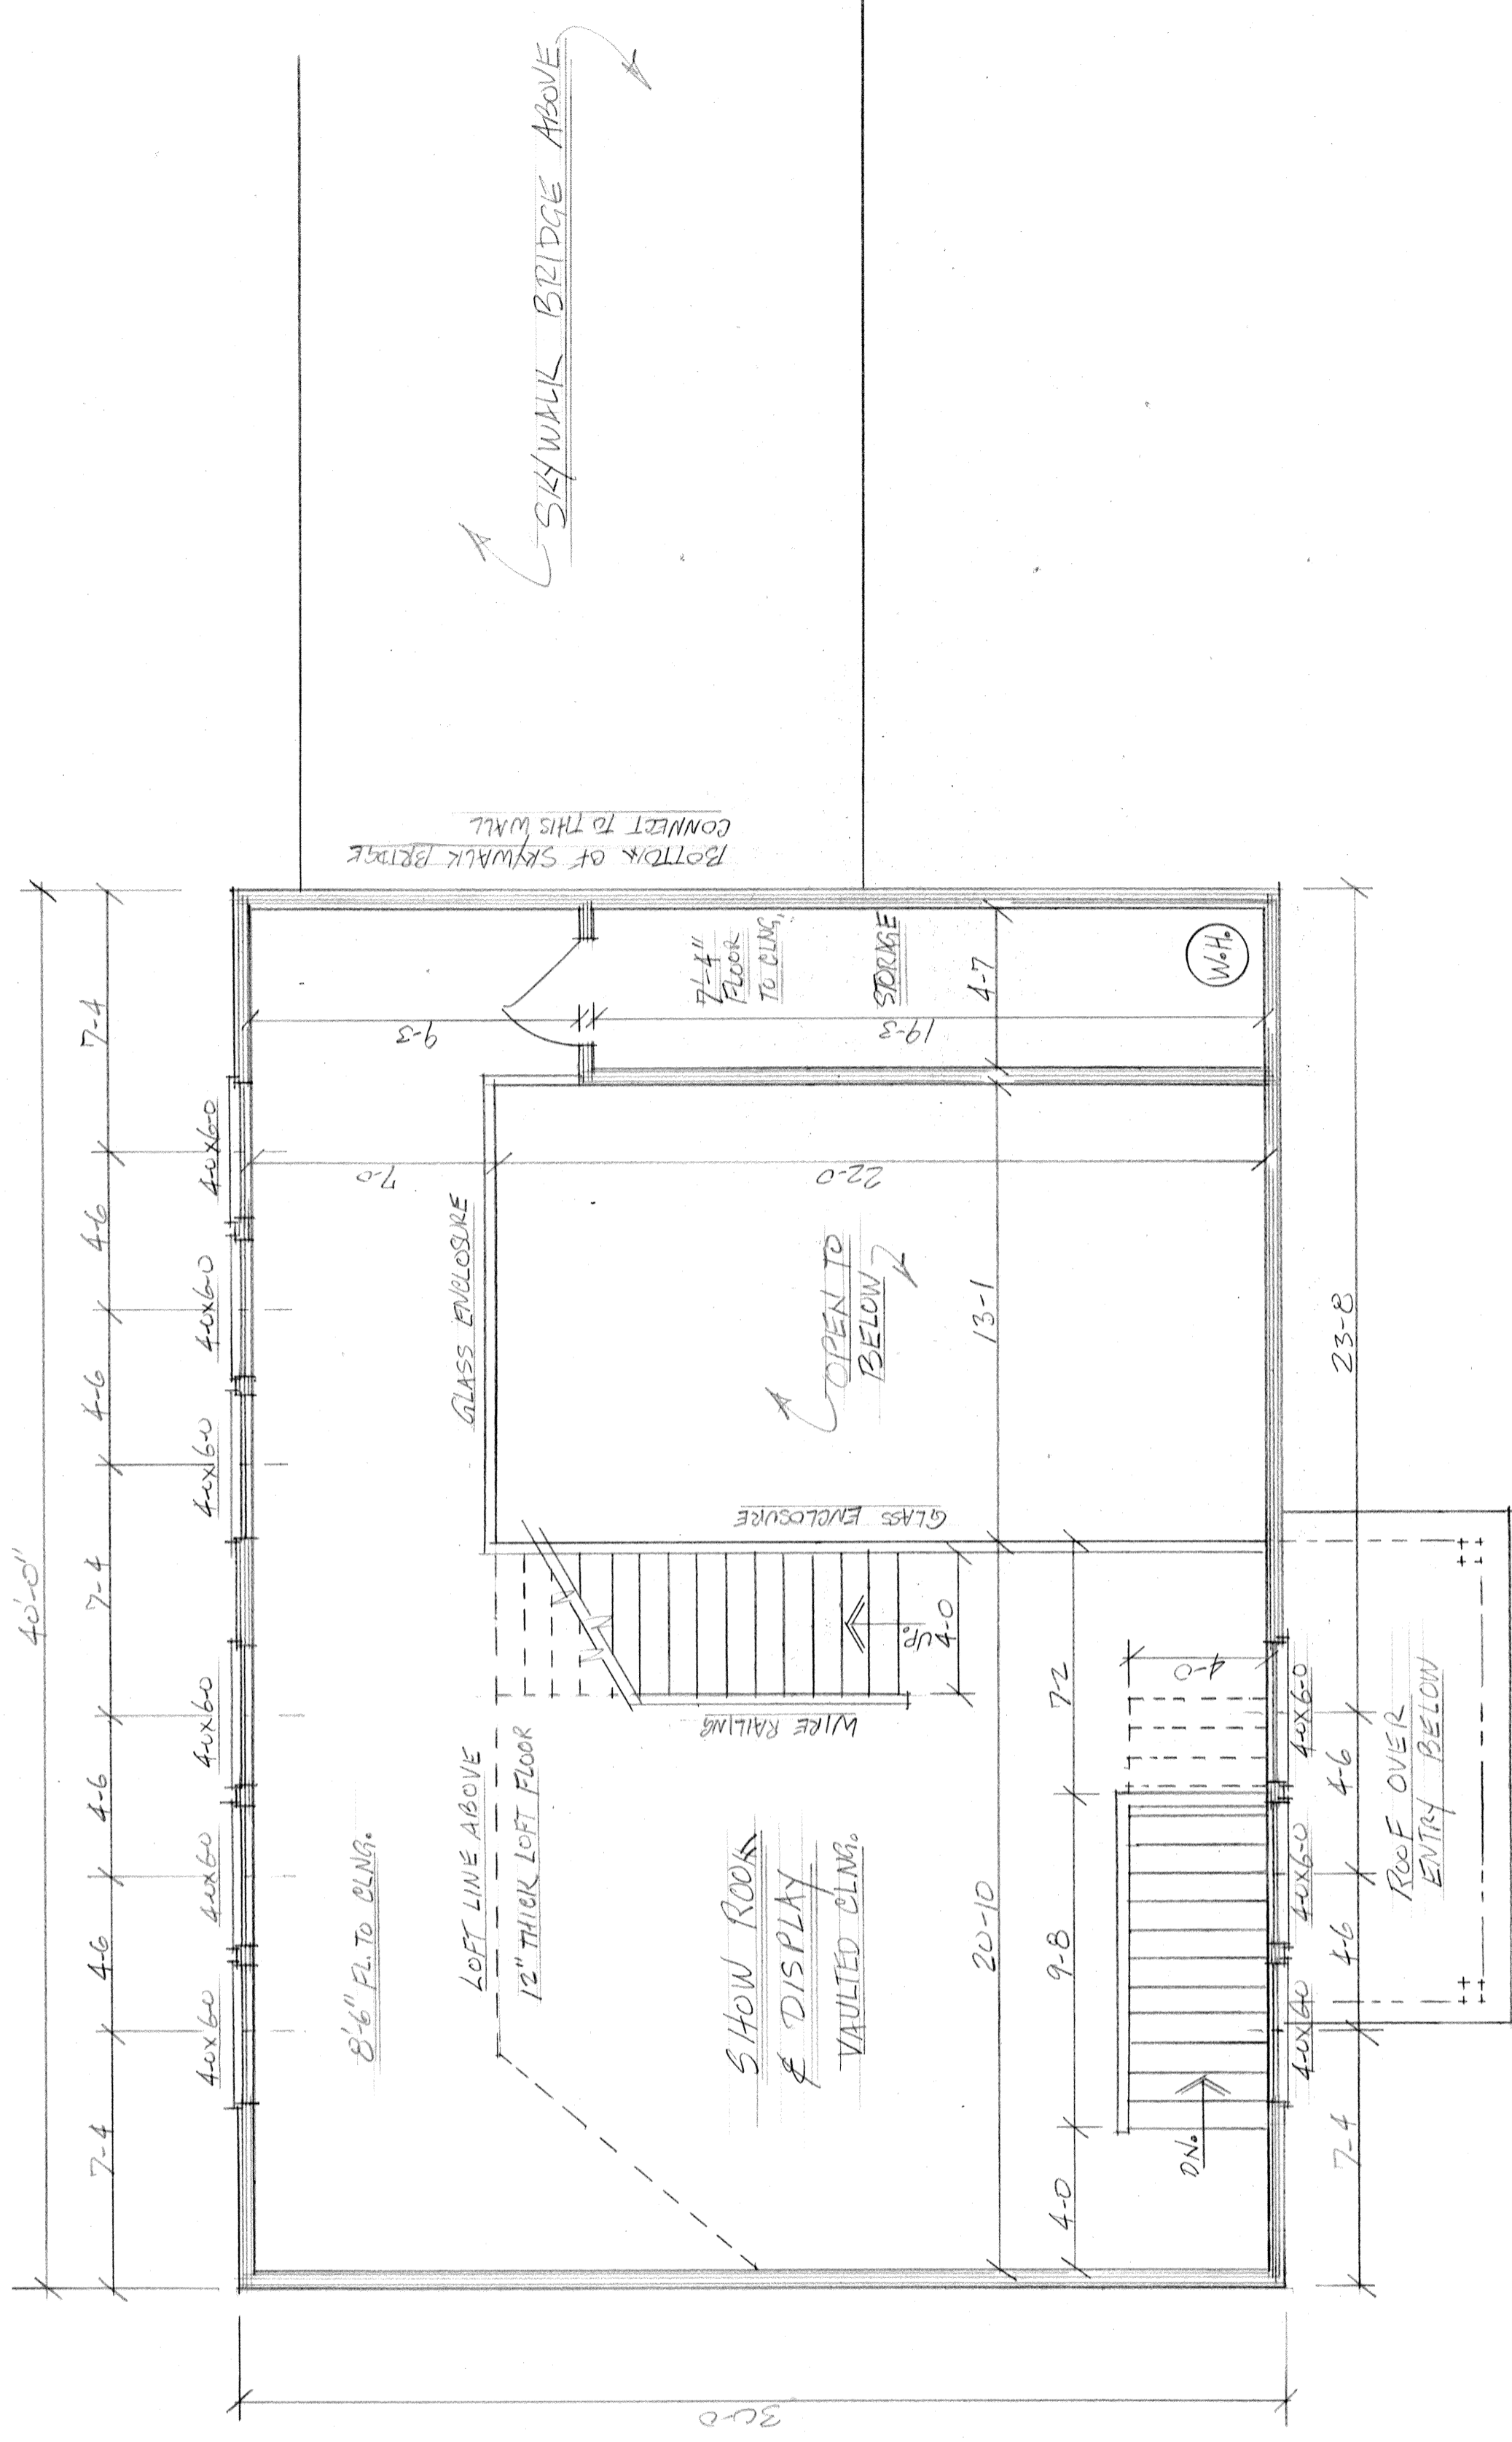 40'-0"
7-4
4-6
4-6
7-4
4-6
4-6
7-4
4-0x6-0
4-0x6-0
4-0x6-0
4-0x6-0
4-0x6-0
4-0x6-0
8'-6" FL. TO CLNG.
LOFT LINE ABOVE
12" THICK LOFT FLOOR
GLASS ENCLOSURE
7-0
9-3
SHOW ROOM
& DISPLAY
VAULTED CLNG.
WIRE RAILING
UP.
4-0
GLASS ENCLOSURE
OPEN TO
BELOW
22-0
7'-4"
FLOOR
TO CLNG.
STORAGE
19-3
W.H.
20-10
13-1
4-7
4-0
9-8
7-2
DN.
4-0
4-0x6-0
4-0x6-0
4-0x6-0
7-4
4-6
4-6
23-8
ROOF OVER
ENTRY BELOW
30-0
BOTTOM OF SKYWALK BRIDGE
CONNECT TO THIS WALL
SKYWALK BRIDGE ABOVE